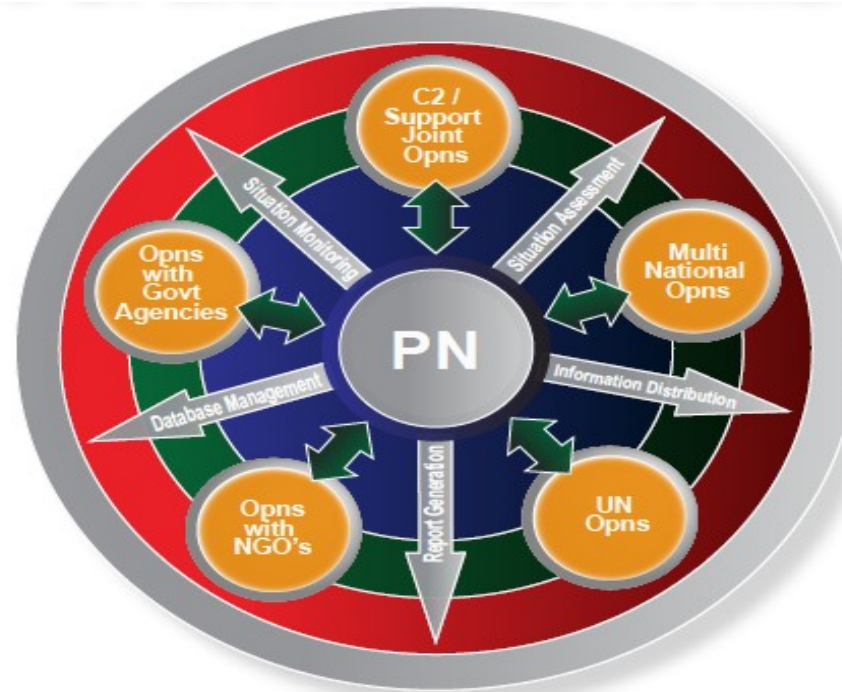 C2 /
Support
Joint
Opns
Situation Monitoring
Situation Assessment
Opns
with
Govt
Agencies
Multi
National
Opns
PN
Database Management
Information Distribution
Report Generation
Opns
with
NGO's
UN
Opns